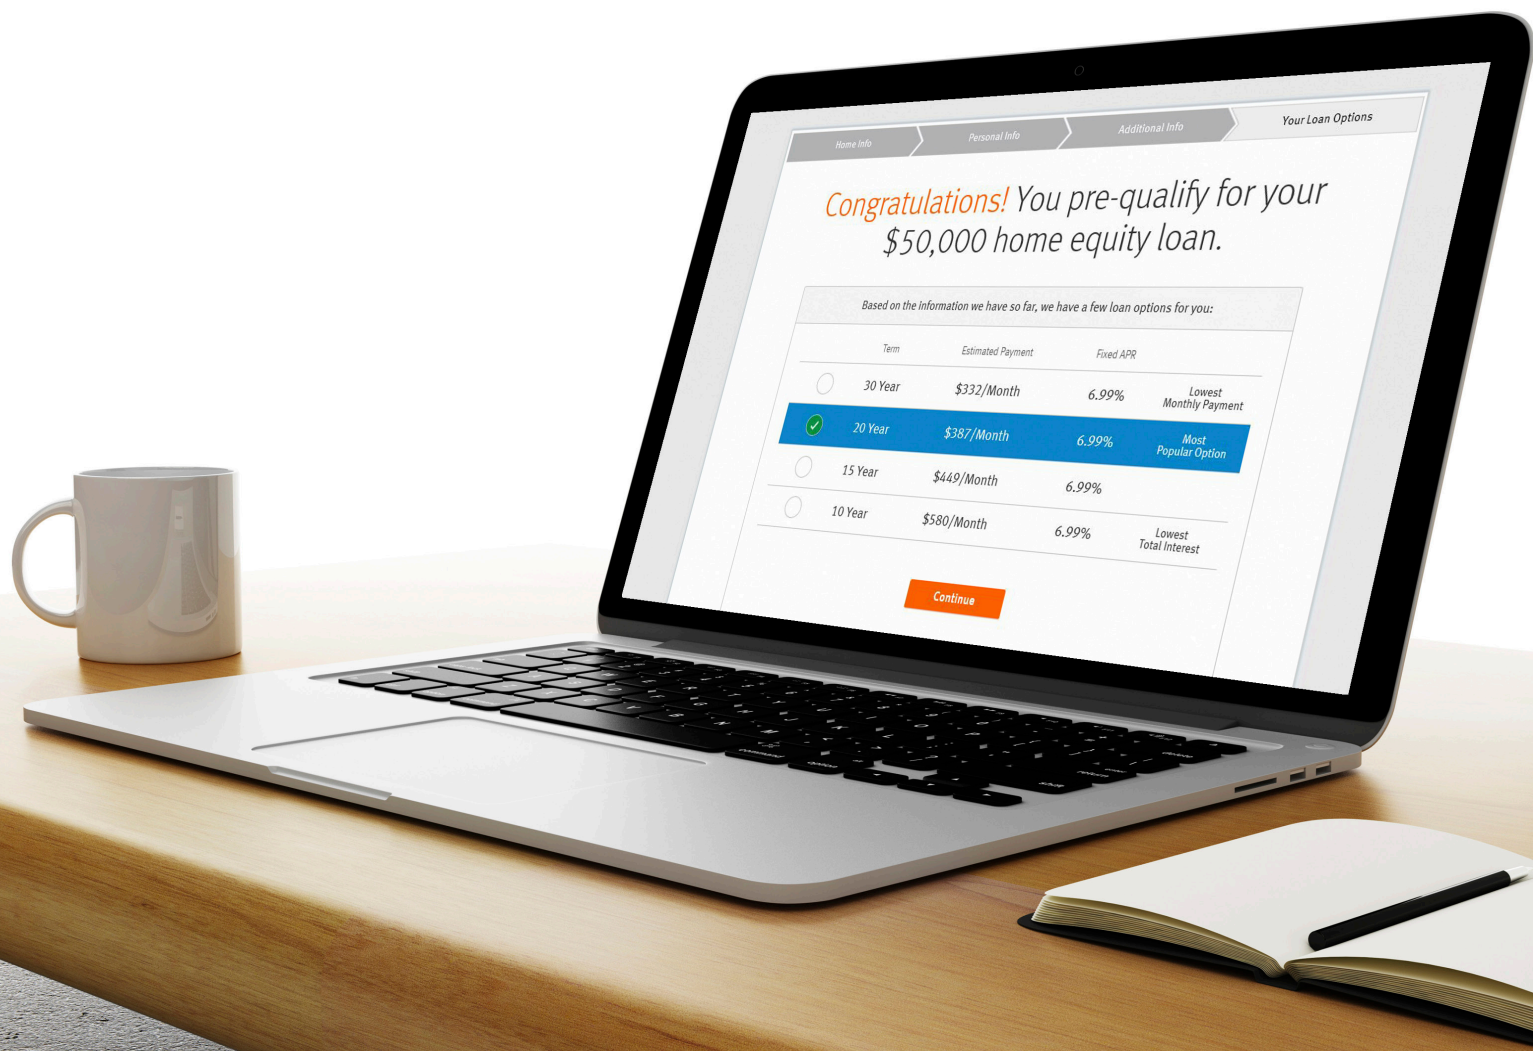 Home Info
Personal Info
Additional Info
Your Loan Options
Congratulations! You pre-qualify for your
$50,000 home equity loan.
Based on the information we have so far, we have a few loan options for you:
Term Estimated Payment Fixed APR
30 Year $332/Month 6.99% Lowest
Monthly Payment
20 Year $387/Month 6.99% Most
Popular Option
15 Year $449/Month 6.99%
10 Year $580/Month 6.99% Lowest
Total Interest
Continue
command
option